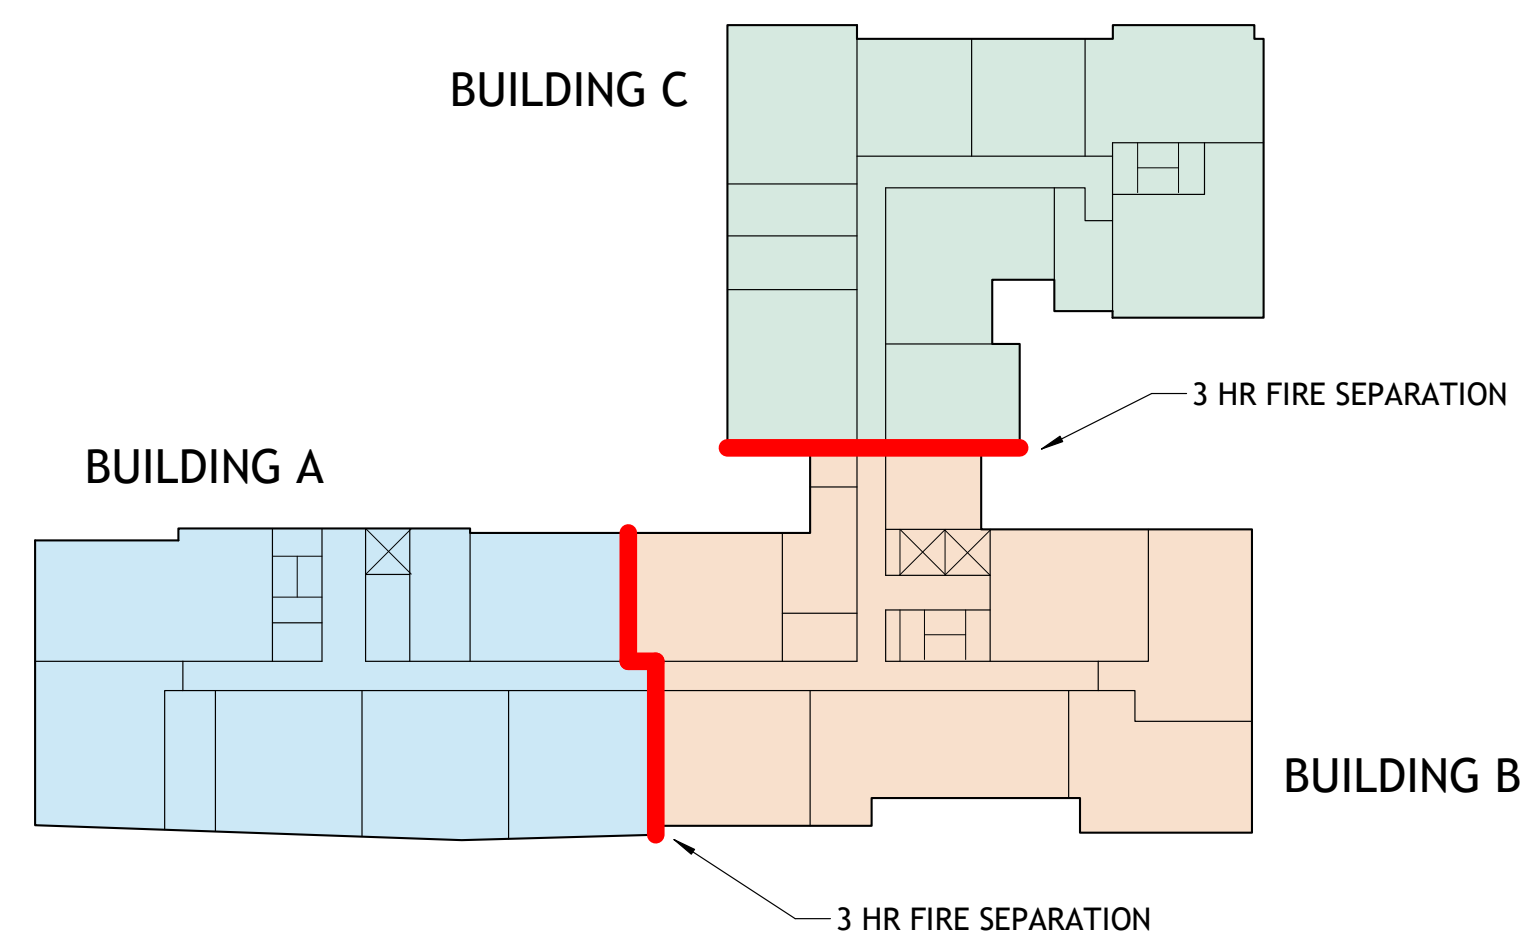 BUILDING C
3 HR FIRE SEPARATION
BUILDING A
BUILDING B
3 HR FIRE SEPARATION